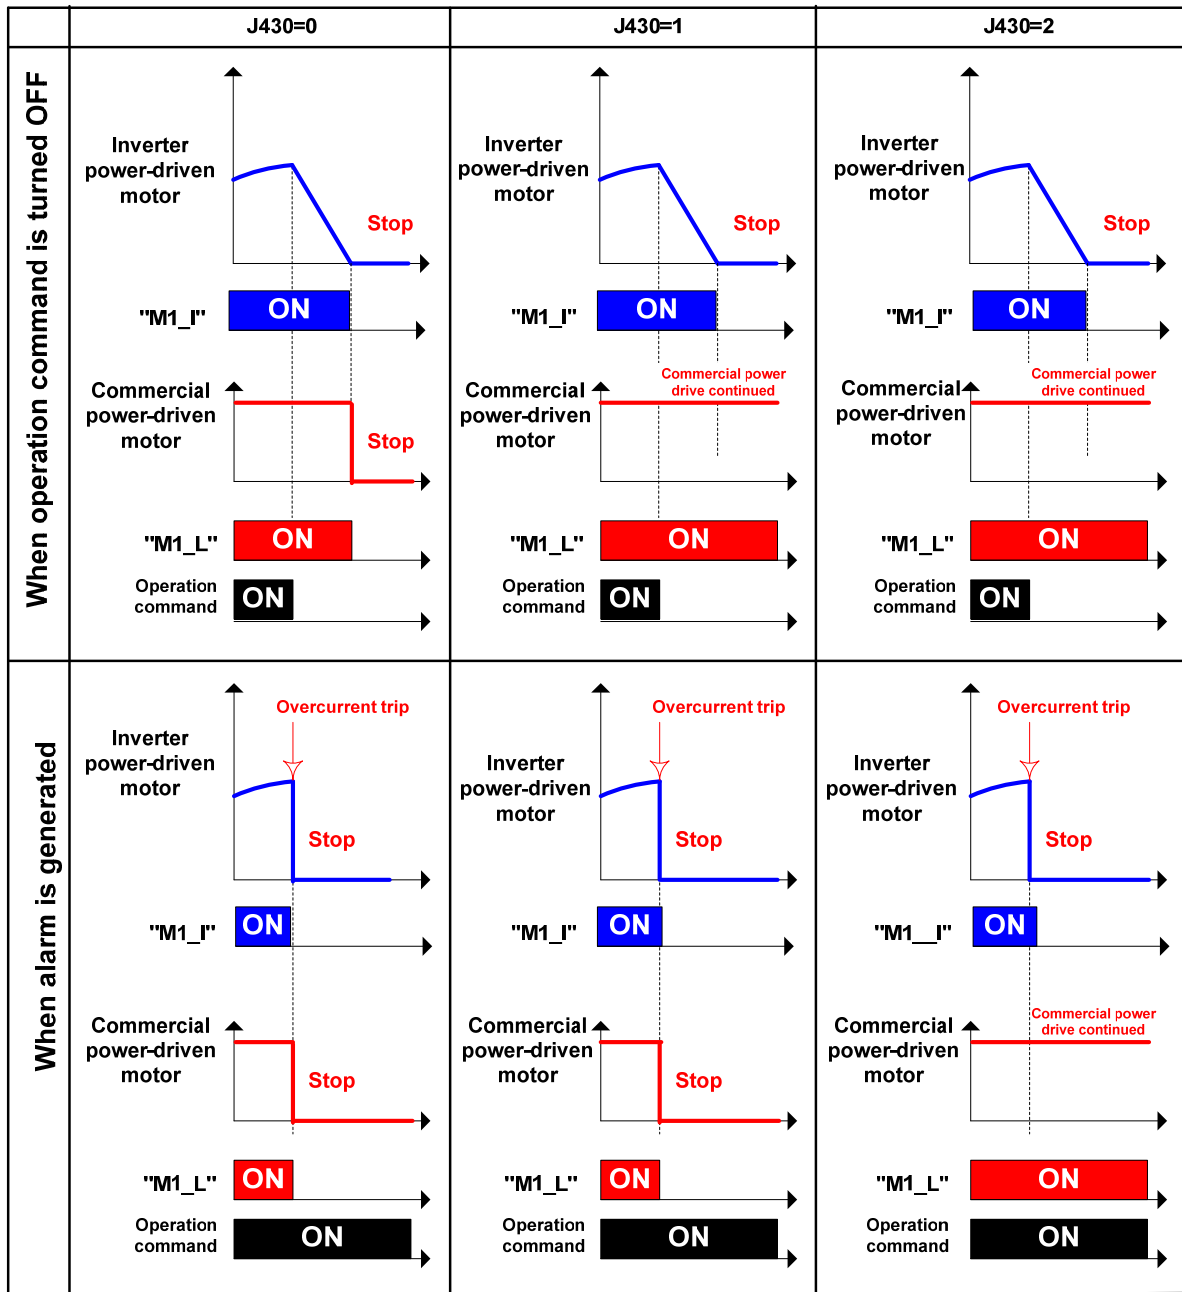 J430=0
J430=1
J430=2
When operation command is turned OFF
Inverter
power-driven
motor
Stop
"M1_I"
ON
Commercial
power-driven
motor
Stop
"M1_L"
ON
Operation
command
ON
Inverter
power-driven
motor
Stop
"M1_I"
ON
Commercial
power-driven
motor
Commercial power
drive continued
"M1_L"
ON
Operation
command
ON
Inverter
power-driven
motor
Stop
"M1_I"
ON
Commercial
power-driven
motor
Commercial power
drive continued
"M1_L"
ON
Operation
command
ON
When alarm is generated
Overcurrent trip
Inverter
power-driven
motor
Stop
"M1_I"
ON
Commercial
power-driven
motor
Stop
"M1_L"
ON
Operation
command
ON
Overcurrent trip
Inverter
power-driven
motor
Stop
"M1_I"
ON
Commercial
power-driven
motor
Stop
"M1_L"
ON
Operation
command
ON
Overcurrent trip
Inverter
power-driven
motor
Stop
"M1__I"
ON
Commercial
power-driven
motor
Commercial power
drive continued
"M1_L"
ON
Operation
command
ON